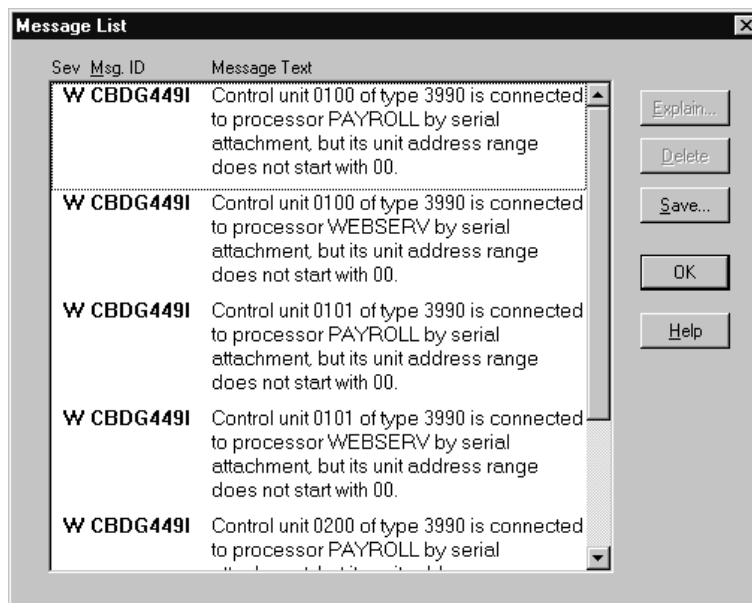 Message List
Sev Msg. ID Message Text
W CBDG449I Control unit 0100 of type 3990 is connected
to processor PAYROLL by serial
attachment, but its unit address range
does not start with 00.
W CBDG449I Control unit 0100 of type 3990 is connected
to processor WEBSERV by serial
attachment, but its unit address range
does not start with 00.
W CBDG449I Control unit 0101 of type 3990 is connected
to processor PAYROLL by serial
attachment, but its unit address range
does not start with 00.
W CBDG449I Control unit 0101 of type 3990 is connected
to processor WEBSERV by serial
attachment, but its unit address range
does not start with 00.
W CBDG449I Control unit 0200 of type 3990 is connected
to processor PAYROLL by serial
Explain...
Delete
Save...
OK
Help